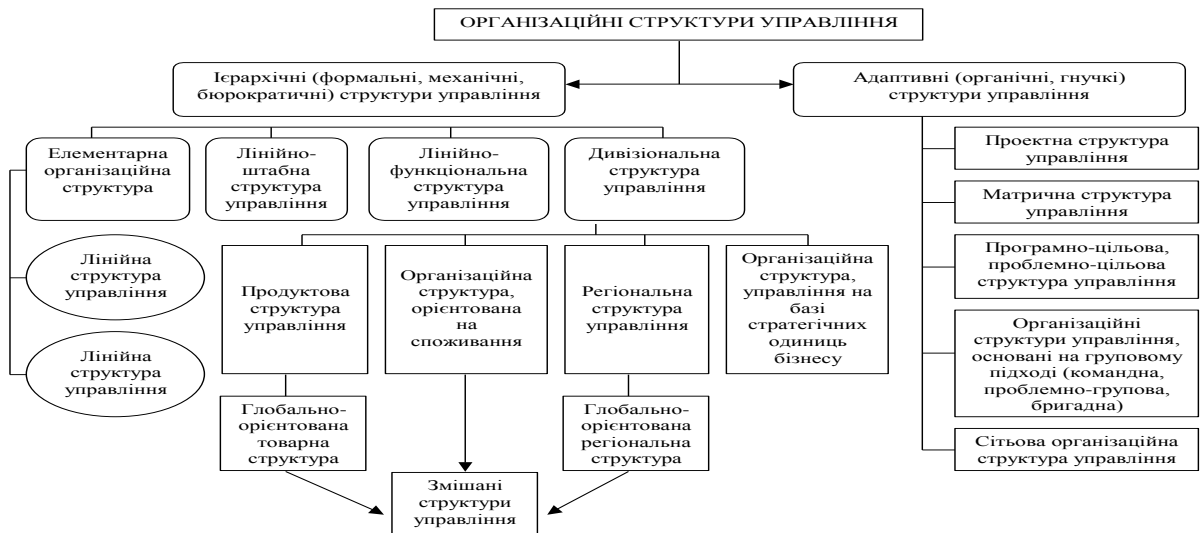 ОРГАНІЗАЦІЙНІ СТРУКТУРИ УПРАВЛІННЯ
Ієрархічні (формальні, механічні,
бюрократичні) структури управління
Адаптивні (органічні, гнучкі)
структури управління
Елементарна
організаційна
структура
Лінійно-
штабна
структура
управління
Лінійно-
функціональна
структура
управління
Дивізіональна
структура
управління
Лінійна
структура
управління
Лінійна
структура
управління
Продуктова
структура
управління
Організаційна
структура,
орієнтована
на
споживання
Регіональна
структура
управління
Організаційна
структура,
управління на
базі
стратегічних
одиниць
бізнесу
Глобально-
орієнтована
товарна
структура
Глобально-
орієнтована
регіональна
структура
Змішані
структури
управління
Проектна структура
управління
Матрична структура
управління
Програмно-цільова,
проблемно-цільова
структура управління
Організаційні
структури управління,
основані на груповому
підході (командна,
проблемно-групова,
бригадна)
Сітьова організаційна
структура управління